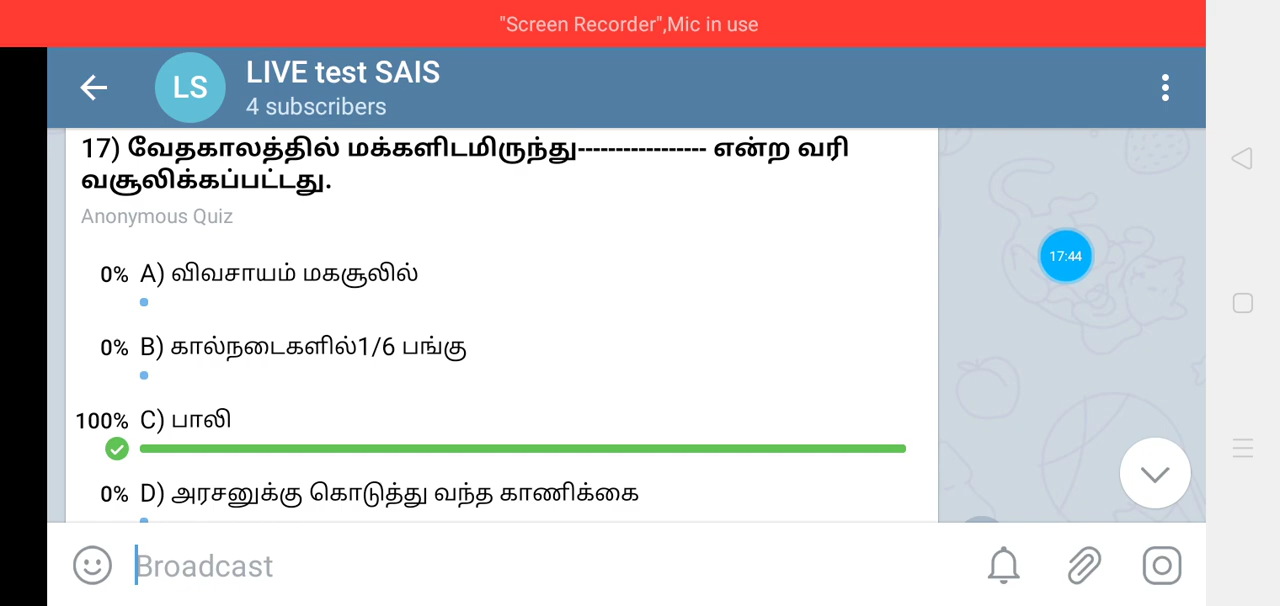 "Screen Recorder",Mic in use
LS
LIVE test SAIS
4 subscribers
17) வேதகாலத்தில் மக்களிடமிருந்து----------------- என்ற வரி
வசூலிக்கப்பட்டது.
Anonymous Quiz
0% A) விவசாயம் மகசூலில்
17:44
0% B) கால்நடைகளில்1/6 பங்கு
100% C) பாலி
0% D) அரசனுக்கு கொடுத்து வந்த காணிக்கை
Broadcast